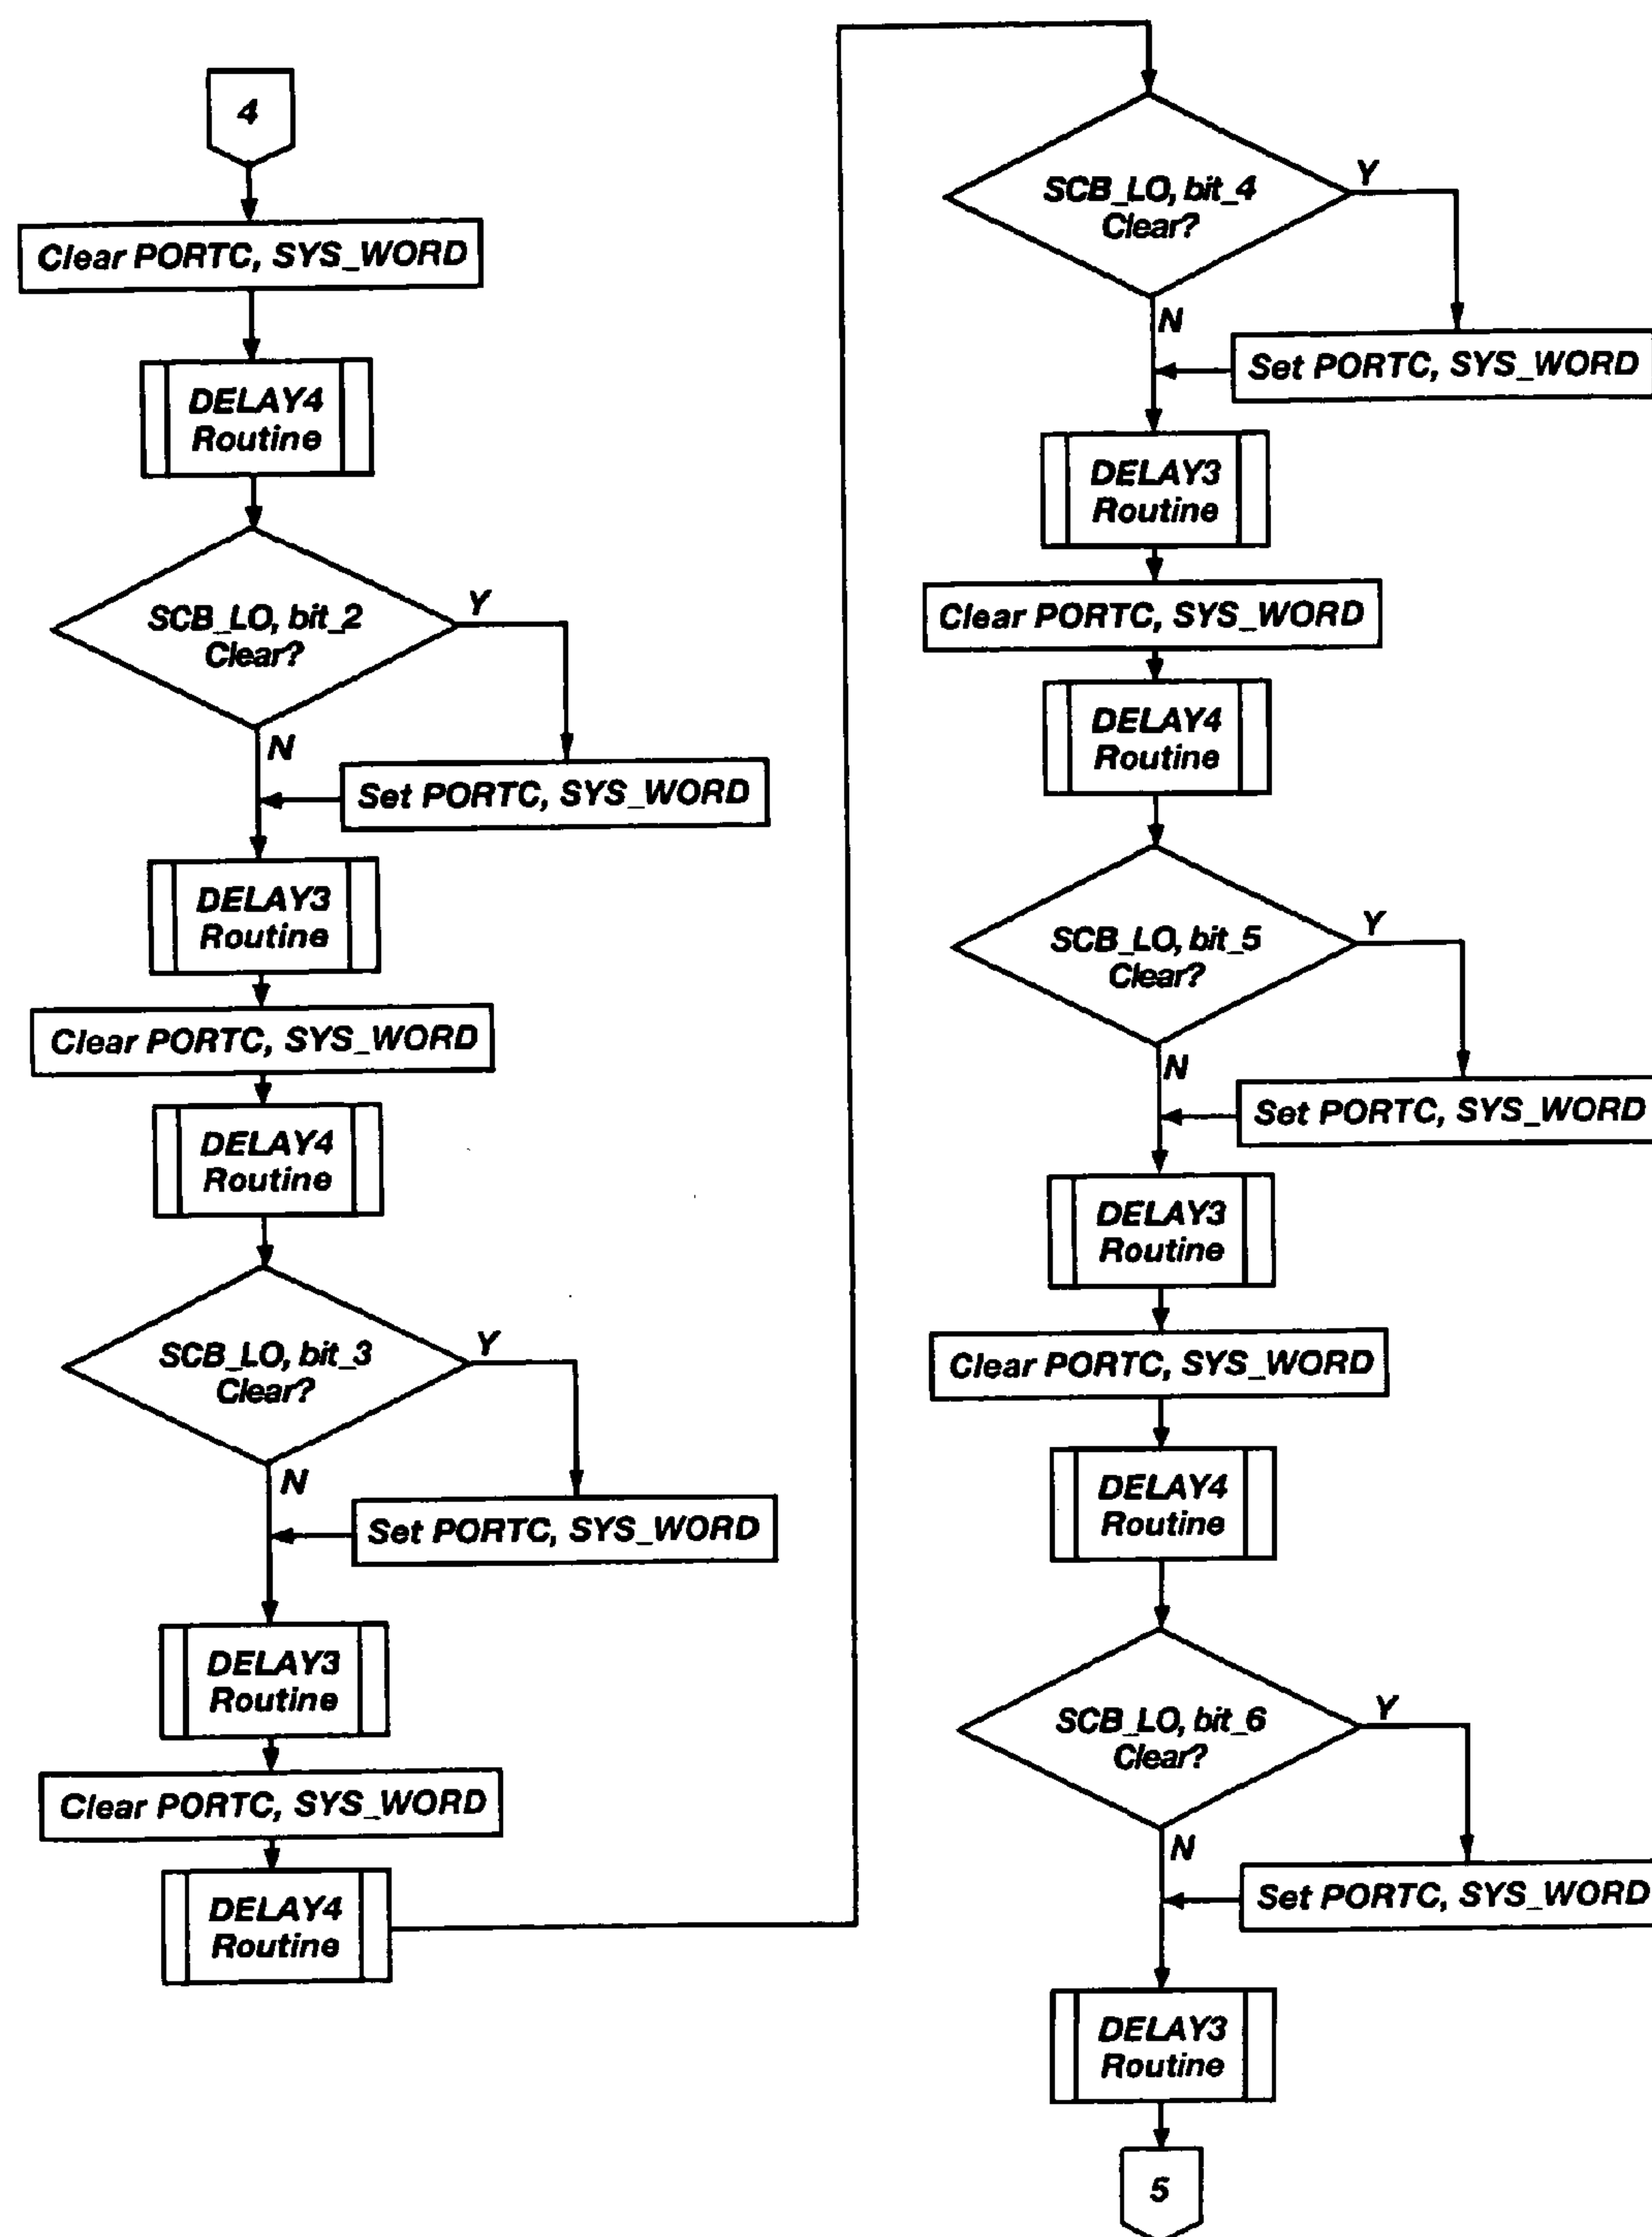 4
Clear PORTC, SYS_WORD
DELAY4
Routine
SCB_LO, bit_2
Clear?
Y
N
Set PORTC, SYS_WORD
DELAY3
Routine
Clear PORTC, SYS_WORD
DELAY4
Routine
SCB_LO, bit_3
Clear?
Y
N
Set PORTC, SYS_WORD
DELAY3
Routine
Clear PORTC, SYS_WORD
DELAY4
Routine
SCB_LO, bit_4
Clear?
Y
N
Set PORTC, SYS_WORD
DELAY3
Routine
Clear PORTC, SYS_WORD
DELAY4
Routine
SCB_LO, bit_5
Clear?
Y
N
Set PORTC, SYS_WORD
DELAY3
Routine
Clear PORTC, SYS_WORD
DELAY4
Routine
SCB_LO, bit_6
Clear?
Y
N
Set PORTC, SYS_WORD
DELAY3
Routine
5